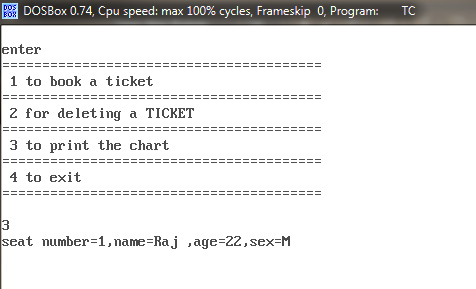 DOS BOX DOSBox 0.74, Cpu speed: max 100% cycles, Frameskip 0, Program: TC
enter
========================================
1 to book a ticket
========================================
2 for deleting a TICKET
========================================
3 to print the chart
========================================
4 to exit
========================================
3
seat number=1,name=Raj ,age=22,sex=M